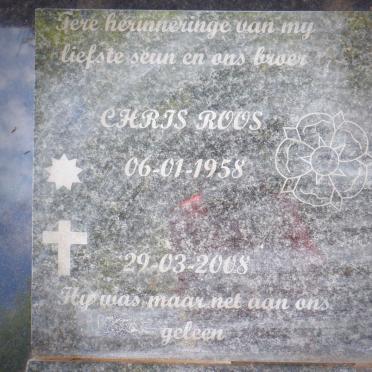 Tere herinneringe van my
liefste seun en ons broer
CHRIS ROOS
06-01-1958
29-03-2008
Hy was maar net aan ons
geleen